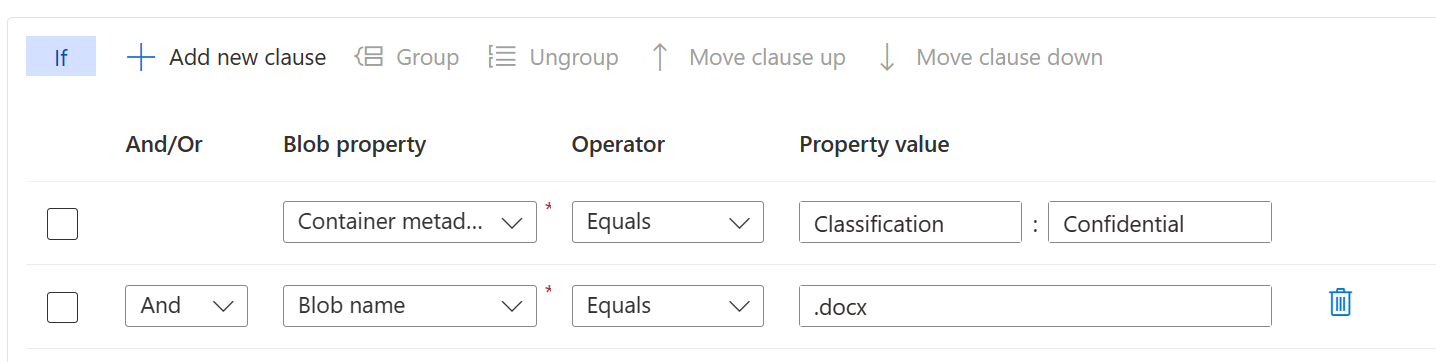 If Add new clause Group Ungroup Move clause up Move clause down
And/Or Blob property Operator Property value
Container metad... * Equals Classification : Confidential
And Blob name * Equals .docx